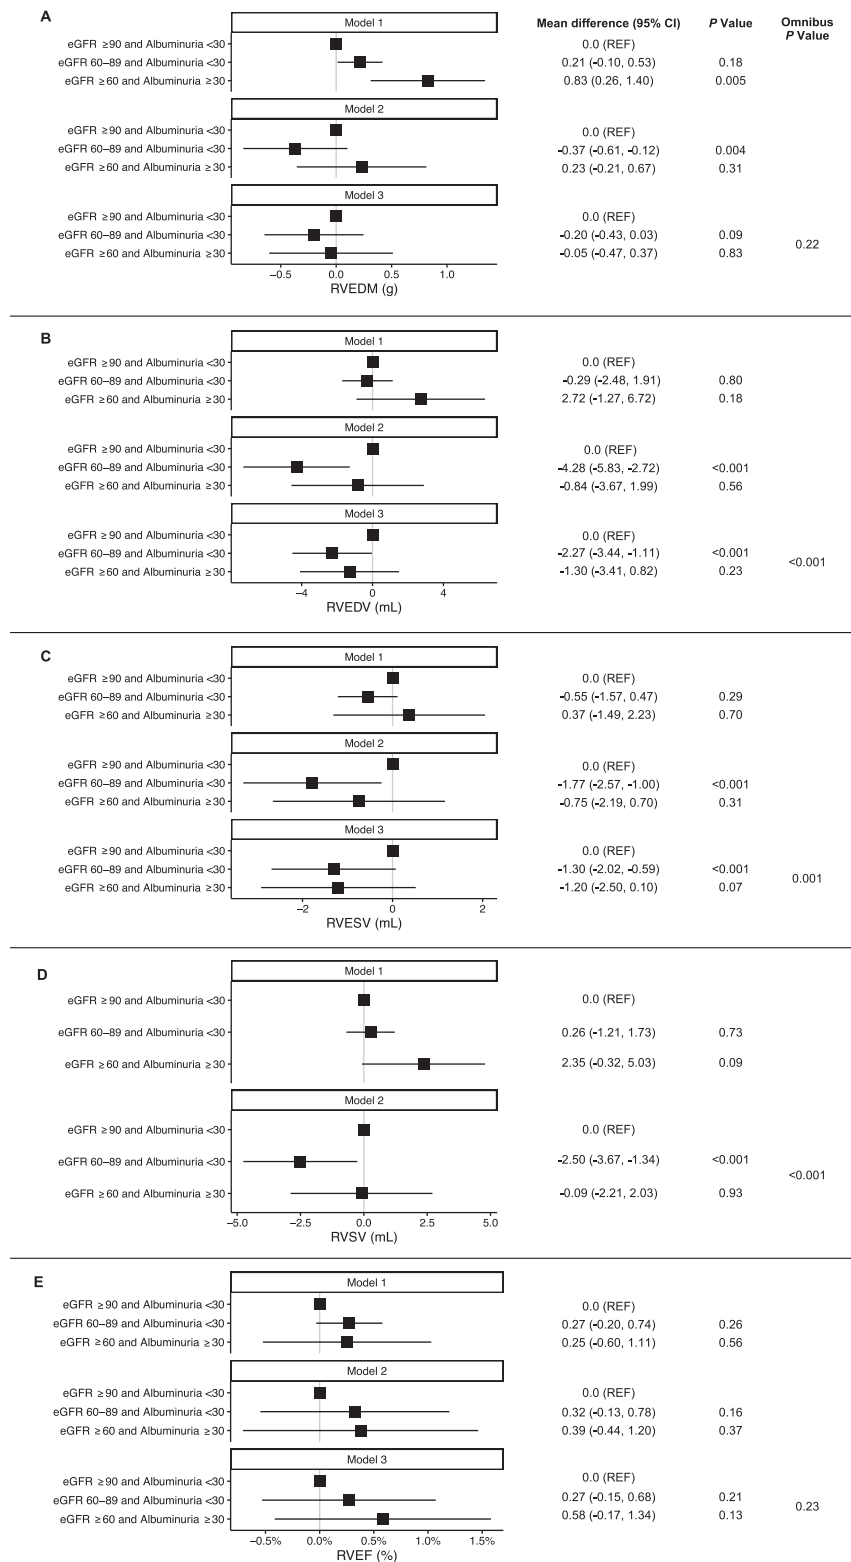 Mean difference (95% CI) P Value Omnibus P Value
A
Model 1
eGFR ≥90 and Albuminuria <30 0.0 (REF)
eGFR 60–89 and Albuminuria <30 0.21 (-0.10, 0.53) 0.18
eGFR ≥60 and Albuminuria ≥30 0.83 (0.26, 1.40) 0.005
Model 2
eGFR ≥90 and Albuminuria <30 0.0 (REF)
eGFR 60–89 and Albuminuria <30 -0.37 (-0.61, -0.12) 0.004
eGFR ≥60 and Albuminuria ≥30 0.23 (-0.21, 0.67) 0.31
Model 3
eGFR ≥90 and Albuminuria <30 0.0 (REF)
eGFR 60–89 and Albuminuria <30 -0.20 (-0.43, 0.03) 0.09 0.22
eGFR ≥60 and Albuminuria ≥30 -0.05 (-0.47, 0.37) 0.83
−0.5 0.0 0.5 1.0
RVEDM (g)
B
Model 1
eGFR ≥90 and Albuminuria <30 0.0 (REF)
eGFR 60–89 and Albuminuria <30 -0.29 (-2.48, 1.91) 0.80
eGFR ≥60 and Albuminuria ≥30 2.72 (-1.27, 6.72) 0.18
Model 2
eGFR ≥90 and Albuminuria <30 0.0 (REF)
eGFR 60–89 and Albuminuria <30 -4.28 (-5.83, -2.72) <0.001
eGFR ≥60 and Albuminuria ≥30 -0.84 (-3.67, 1.99) 0.56
Model 3
eGFR ≥90 and Albuminuria <30 0.0 (REF)
eGFR 60–89 and Albuminuria <30 -2.27 (-3.44, -1.11) <0.001 <0.001
eGFR ≥60 and Albuminuria ≥30 -1.30 (-3.41, 0.82) 0.23
−4 0 4
RVEDV (mL)
C
Model 1
eGFR ≥90 and Albuminuria <30 0.0 (REF)
eGFR 60–89 and Albuminuria <30 -0.55 (-1.57, 0.47) 0.29
eGFR ≥60 and Albuminuria ≥30 0.37 (-1.49, 2.23) 0.70
Model 2
eGFR ≥90 and Albuminuria <30 0.0 (REF)
eGFR 60–89 and Albuminuria <30 -1.77 (-2.57, -1.00) <0.001
eGFR ≥60 and Albuminuria ≥30 -0.75 (-2.19, 0.70) 0.31
Model 3
eGFR ≥90 and Albuminuria <30 0.0 (REF)
eGFR 60–89 and Albuminuria <30 -1.30 (-2.02, -0.59) <0.001 0.001
eGFR ≥60 and Albuminuria ≥30 -1.20 (-2.50, 0.10) 0.07
−2 0 2
RVESV (mL)
D
Model 1
eGFR ≥90 and Albuminuria <30 0.0 (REF)
eGFR 60–89 and Albuminuria <30 0.26 (-1.21, 1.73) 0.73
eGFR ≥60 and Albuminuria ≥30 2.35 (-0.32, 5.03) 0.09
Model 2
eGFR ≥90 and Albuminuria <30 0.0 (REF)
eGFR 60–89 and Albuminuria <30 -2.50 (-3.67, -1.34) <0.001 <0.001
eGFR ≥60 and Albuminuria ≥30 -0.09 (-2.21, 2.03) 0.93
−5.0 −2.5 0.0 2.5 5.0
RVSV (mL)
E
Model 1
eGFR ≥90 and Albuminuria <30 0.0 (REF)
eGFR 60–89 and Albuminuria <30 0.27 (-0.20, 0.74) 0.26
eGFR ≥60 and Albuminuria ≥30 0.25 (-0.60, 1.11) 0.56
Model 2
eGFR ≥90 and Albuminuria <30 0.0 (REF)
eGFR 60–89 and Albuminuria <30 0.32 (-0.13, 0.78) 0.16
eGFR ≥60 and Albuminuria ≥30 0.39 (-0.44, 1.20) 0.37
Model 3
eGFR ≥90 and Albuminuria <30 0.0 (REF)
eGFR 60–89 and Albuminuria <30 0.27 (-0.15, 0.68) 0.21 0.23
eGFR ≥60 and Albuminuria ≥30 0.58 (-0.17, 1.34) 0.13
−0.5% 0.0% 0.5% 1.0% 1.5%
RVEF (%)